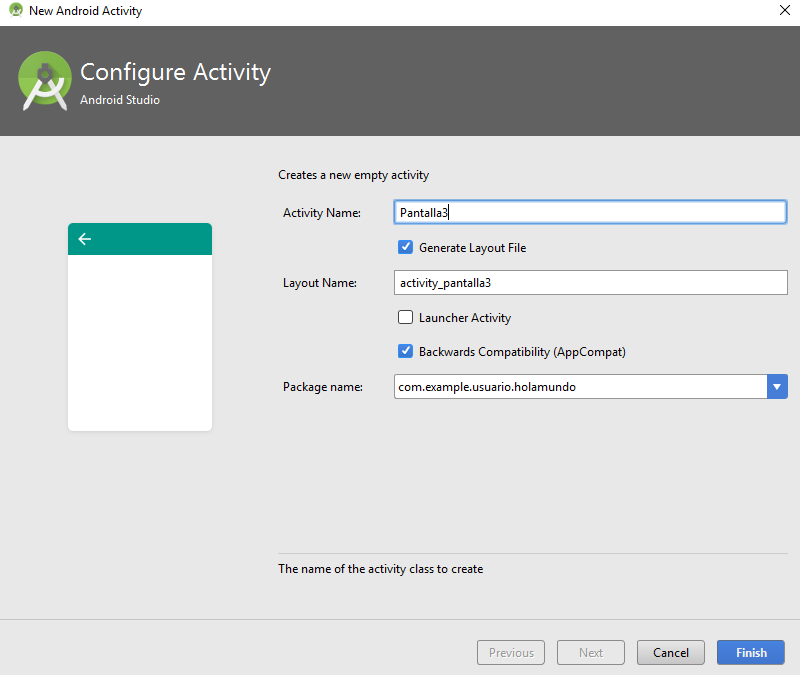 New Android Activity
Configure Activity
Android Studio
Creates a new empty activity
Activity Name: Pantalla3
Generate Layout File
Layout Name: activity_pantalla3
Launcher Activity
Backwards Compatibility (AppCompat)
Package name: com.example.usuario.holamundo
The name of the activity class to create
Previous Next Cancel Finish